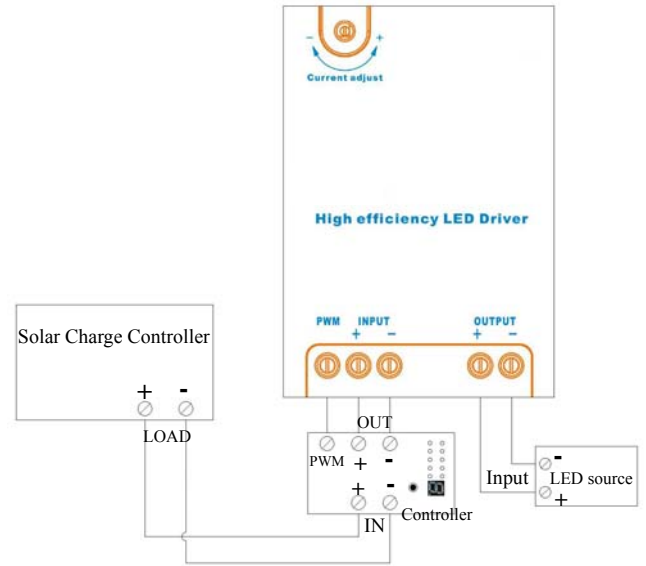 - +
Current adjust
High efficiency LED Driver
PWM INPUT OUTPUT
+ - + -
Solar Charge Controller
+ -
LOAD
OUT
PWM + -
+ -
IN
Controller
Input
-
LED source
+